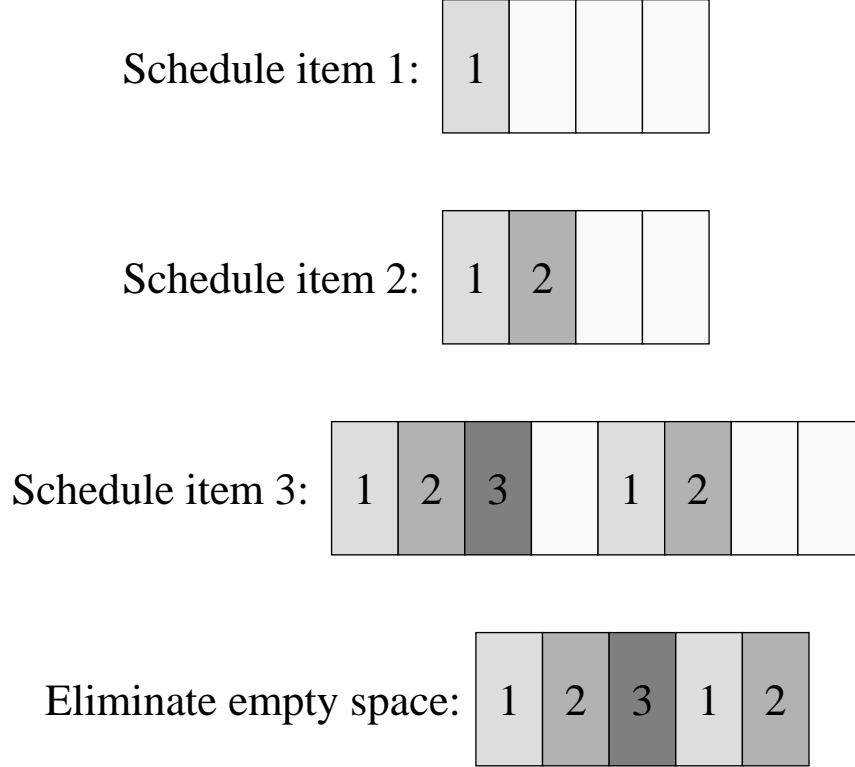 Schedule item 1: 1
Schedule item 2: 1 2
Schedule item 3: 1 2 3 1 2
Eliminate empty space: 1 2 3 1 2